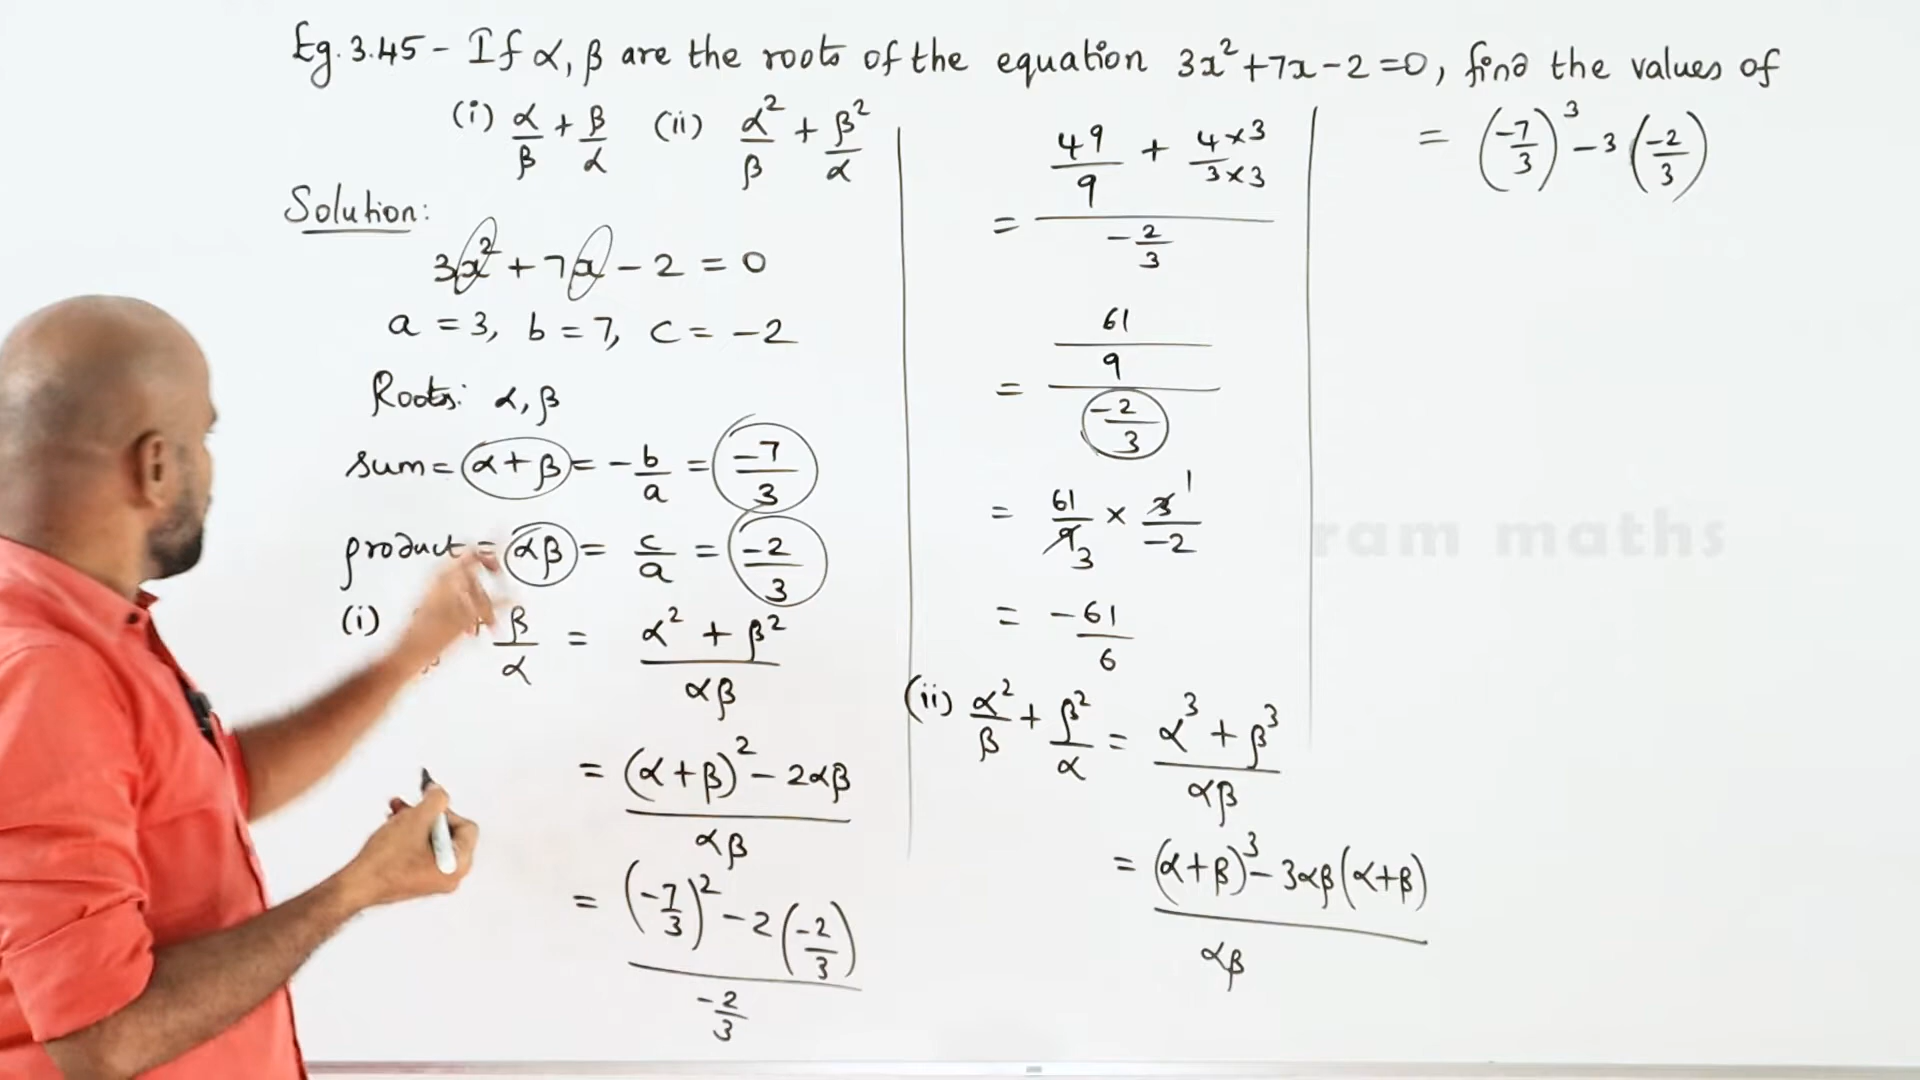 Eg. 3.45 - If α, β are the roots of the equation 3x² + 7x - 2 = 0, find the values of
(i) α/β + β/α (ii) α²/β + β²/α
Solution:
3x² + 7x - 2 = 0
a = 3, b = 7, c = -2
Roots: α, β
sum = α + β = -b/a = -7/3
product = αβ = c/a = -2/3
(i) + β/α = (α² + β²)/αβ
= ((α + β)² - 2αβ)/αβ
= ((-7/3)² - 2(-2/3))/(-2/3)
= (49/9 + (4×3)/(3×3))/(-2/3)
= (61/9)/(-2/3)
= 61/9 3 × 3 1/-2
= -61/6
(ii) α²/β + β²/α = (α³ + β³)/αβ
= ((α + β)³ - 3αβ(α + β))/αβ
= (-7/3)³ - 3(-2/3)
ram maths